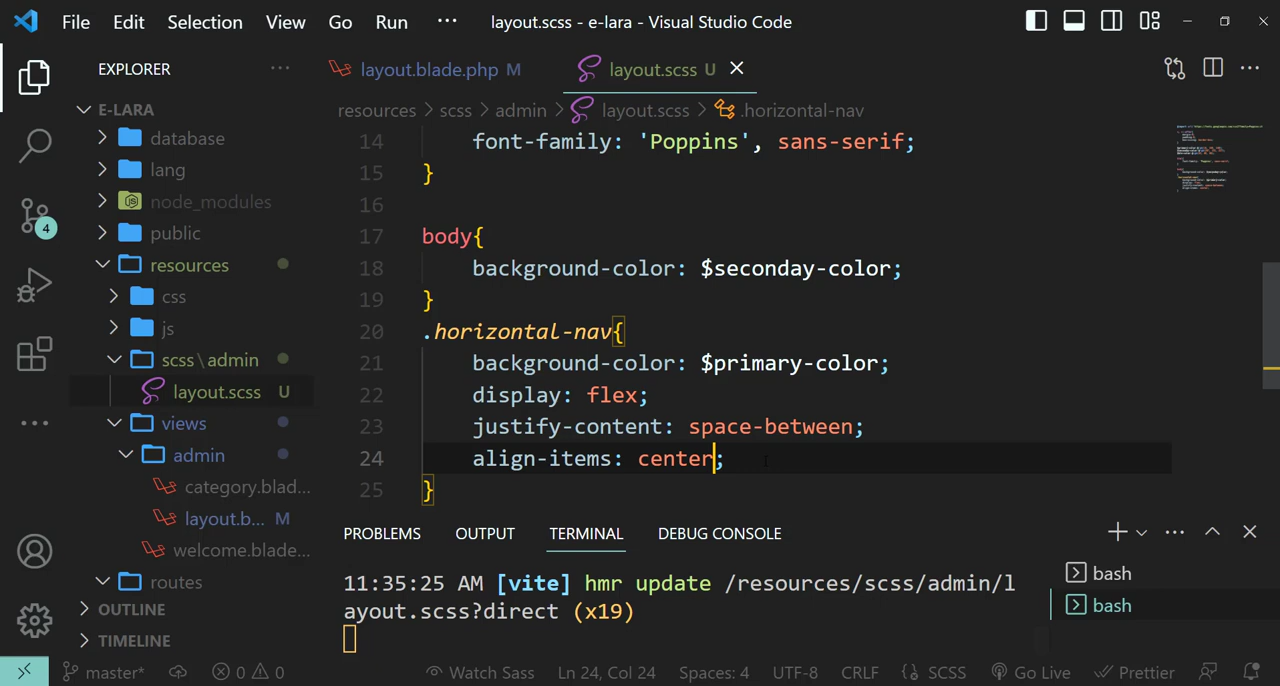 File Edit Selection View Go Run ··· layout.scss - e-lara - Visual Studio Code
EXPLORER ···
layout.blade.php M
layout.scss U
E-LARA
resources > scss > admin > layout.scss > .horizontal-nav
database
lang
node_modules
public
resources
css
js
scss\admin
layout.scss U
views
admin
category.blad...
layout.b... M
welcome.blade...
routes
OUTLINE
TIMELINE
4
14 font-family: 'Poppins', sans-serif;
15 }
16
17 body{
18 background-color: $seconday-color;
19 }
20 .horizontal-nav{
21 background-color: $primary-color;
22 display: flex;
23 justify-content: space-between;
24 align-items: center;
25 }
PROBLEMS OUTPUT TERMINAL DEBUG CONSOLE
11:35:25 AM [vite] hmr update /resources/scss/admin/l
ayout.scss?direct (x19)
bash
bash
master* 0 0 Watch Sass Ln 24, Col 24 Spaces: 4 UTF-8 CRLF {} SCSS Go Live Prettier